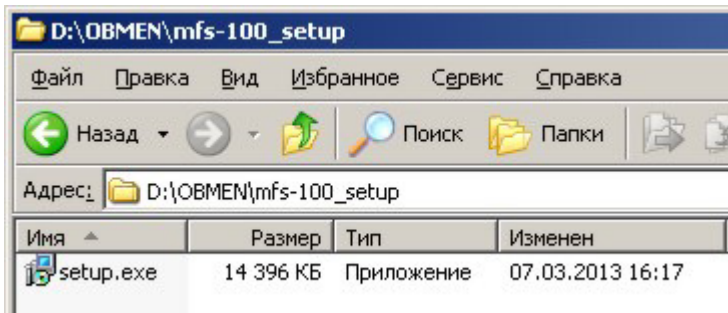 D:\OBMEN\mfs-100_setup
Файл Правка Вид Избранное Сервис Справка
Назад Поиск Папки
Адрес: D:\OBMEN\mfs-100_setup
Имя Размер Тип Изменен
setup.exe 14 396 КБ Приложение 07.03.2013 16:17